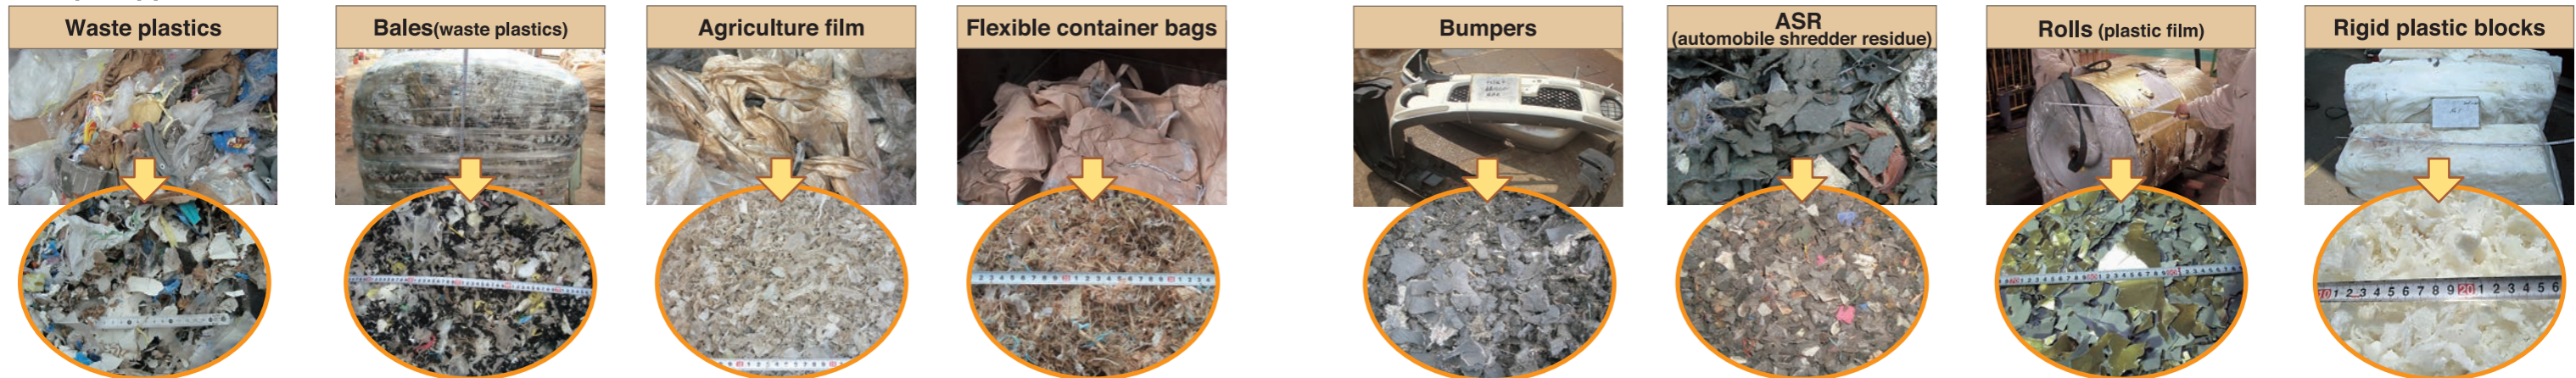 Waste plastics
Bales(waste plastics)
Agriculture film
Flexible container bags
Bumpers
ASR
(automobile shredder residue)
Rolls (plastic film)
Rigid plastic blocks